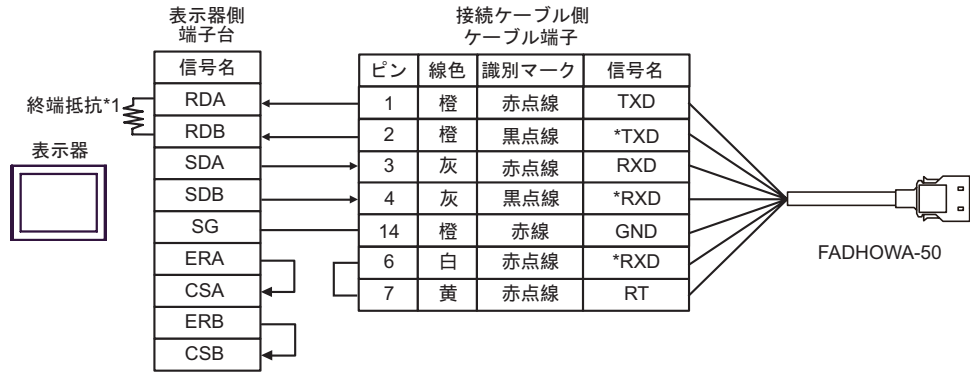 表示器側
端子台
接続ケーブル側
ケーブル端子
信号名
ピン 線色 識別マーク 信号名
終端抵抗*1
RDA
1 橙 赤点線 TXD
RDB
2 橙 黒点線 *TXD
表示器
SDA
3 灰 赤点線 RXD
SDB
4 灰 黒点線 *RXD
SG
14 橙 赤線 GND
ERA
6 白 赤点線 *RXD
CSA
7 黄 赤点線 RT
ERB
CSB
FADHOWA-50